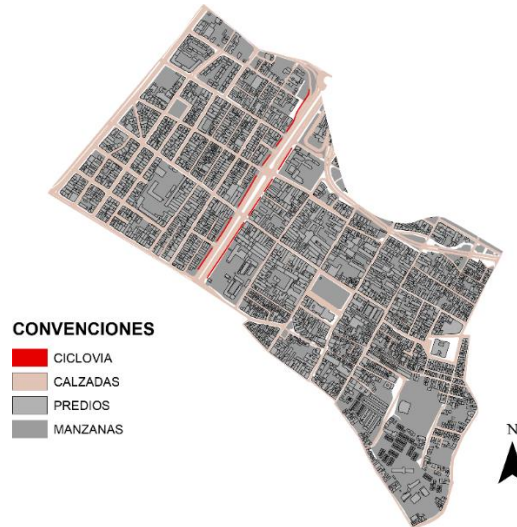 CONVENCIONES
CICLOVIA
CALZADAS
PREDIOS
MANZANAS
N